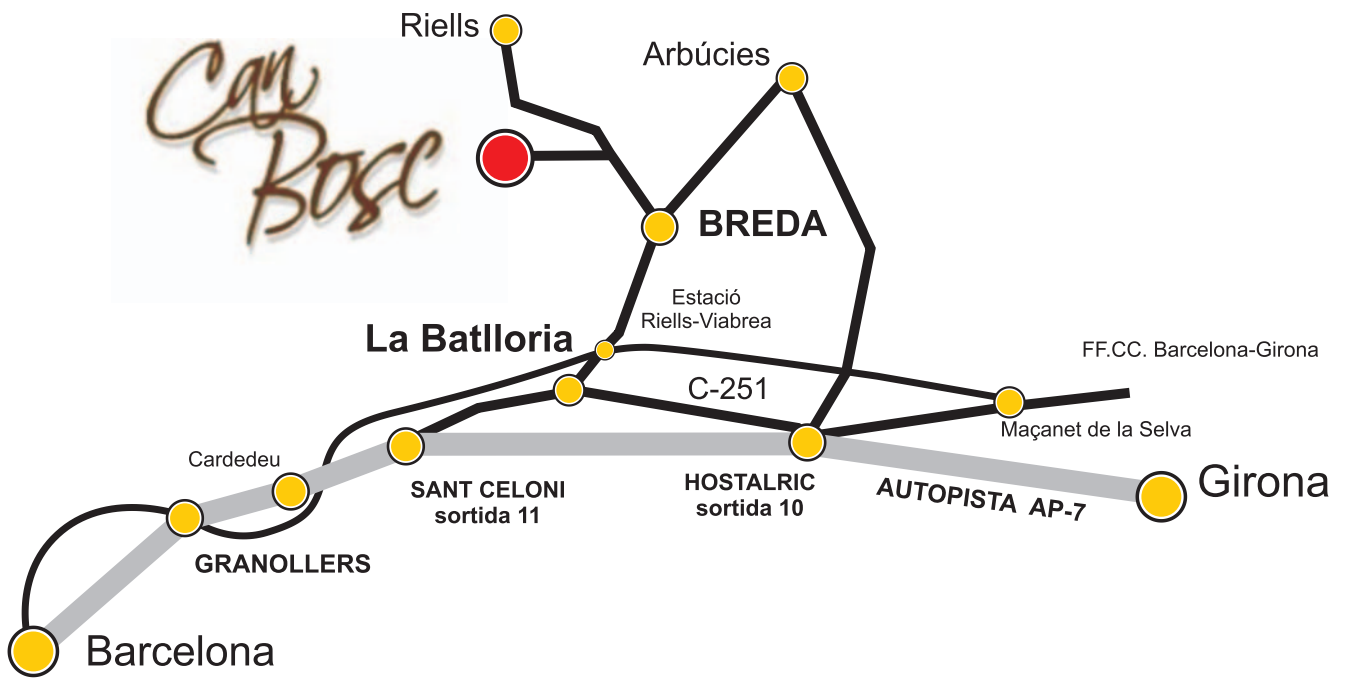 Riells
Arbúcies
Can
Bosc
BREDA
Estació
Riells-Viabrea
La Batlloria
FF.CC. Barcelona-Girona
C-251
Maçanet de la Selva
Cardedeu
SANT CELONI
sortida 11
HOSTALRIC
sortida 10
AUTOPISTA AP-7
Girona
GRANOLLERS
Barcelona